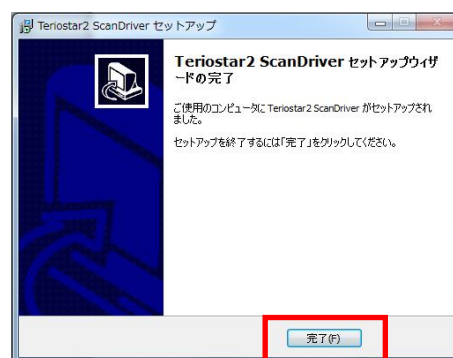 Teriostar2 ScanDriver セットアップ
Teriostar2 ScanDriver セットアップウィザ
ードの完了
ご使用のコンピュータに Teriostar2 ScanDriver がセットアップされ
ました。
セットアップを終了するには「完了」をクリックしてください。
完了(F)